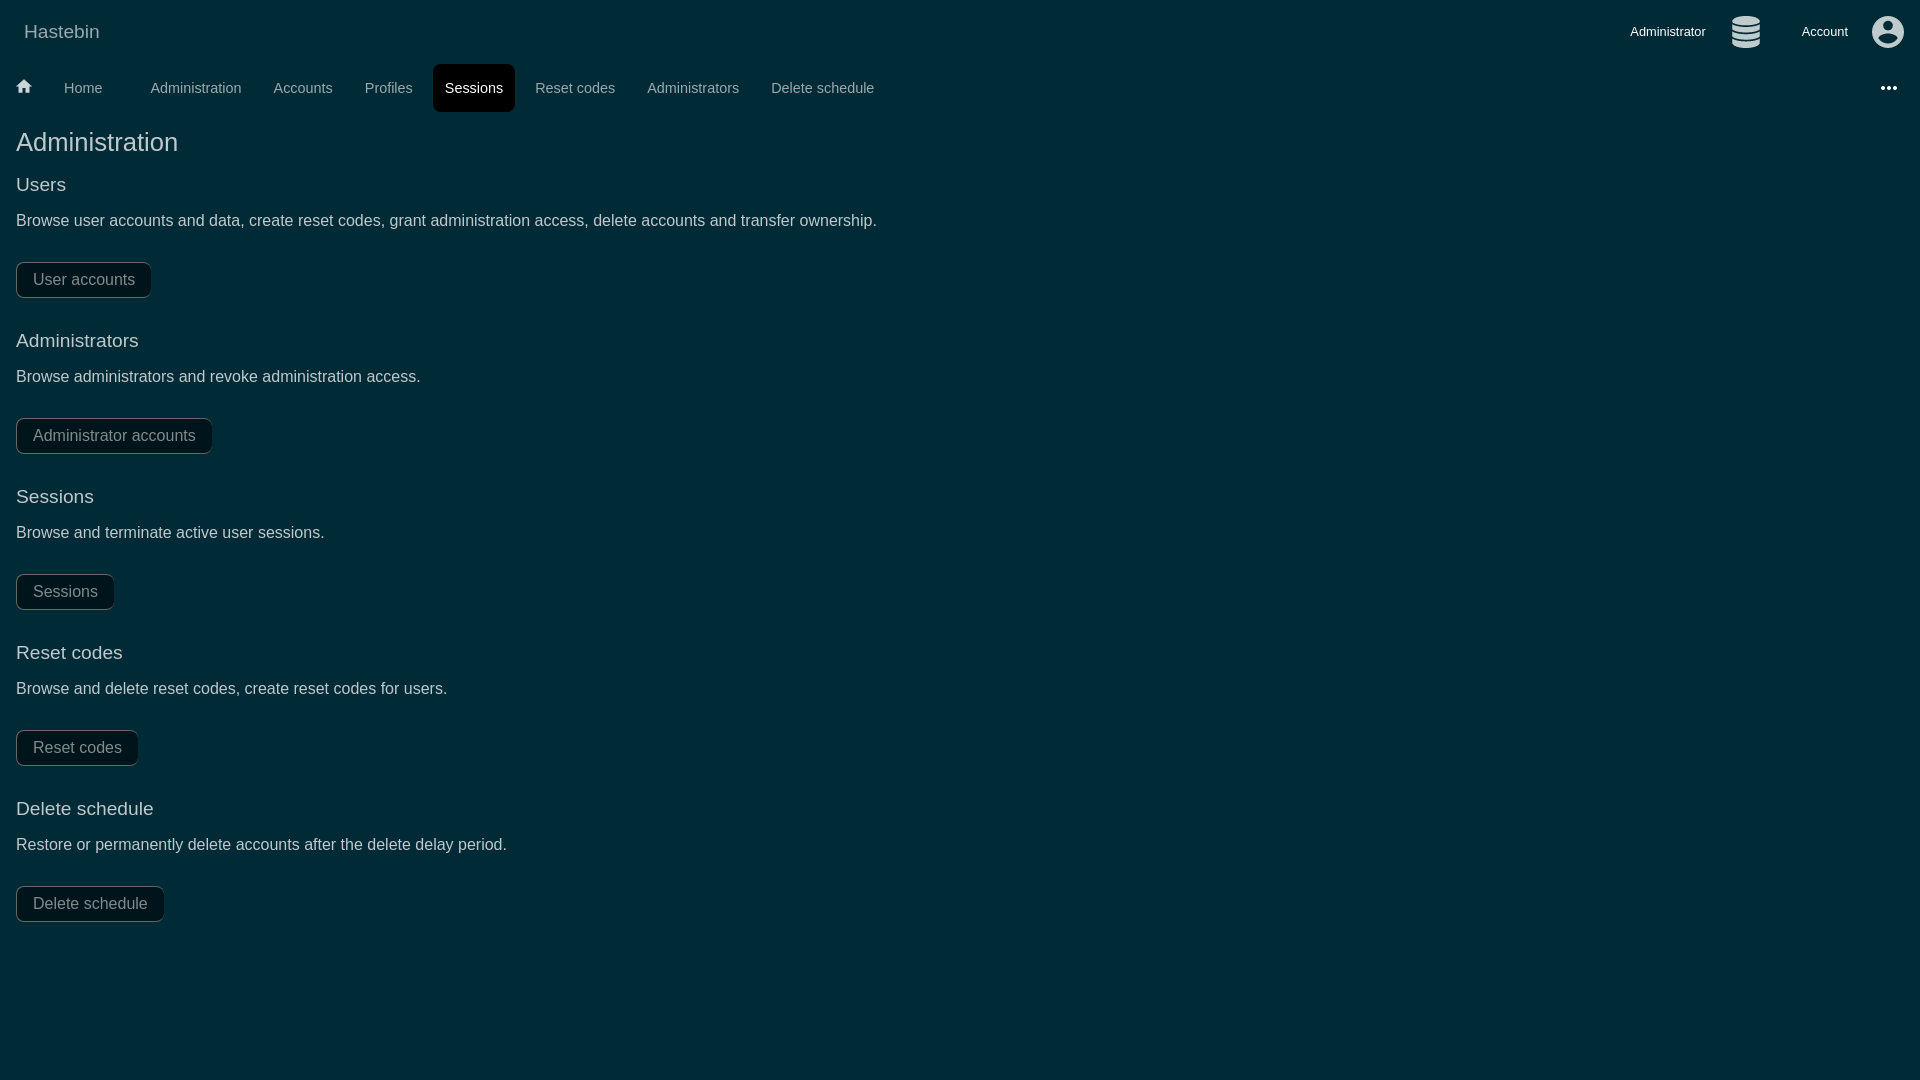 Hastebin
Administrator
Account
Home
Administration
Accounts
Profiles
Sessions
Reset codes
Administrators
Delete schedule
Administration
Users
Browse user accounts and data, create reset codes, grant administration access, delete accounts and transfer ownership.
User accounts
Administrators
Browse administrators and revoke administration access.
Administrator accounts
Sessions
Browse and terminate active user sessions.
Sessions
Reset codes
Browse and delete reset codes, create reset codes for users.
Reset codes
Delete schedule
Restore or permanently delete accounts after the delete delay period.
Delete schedule